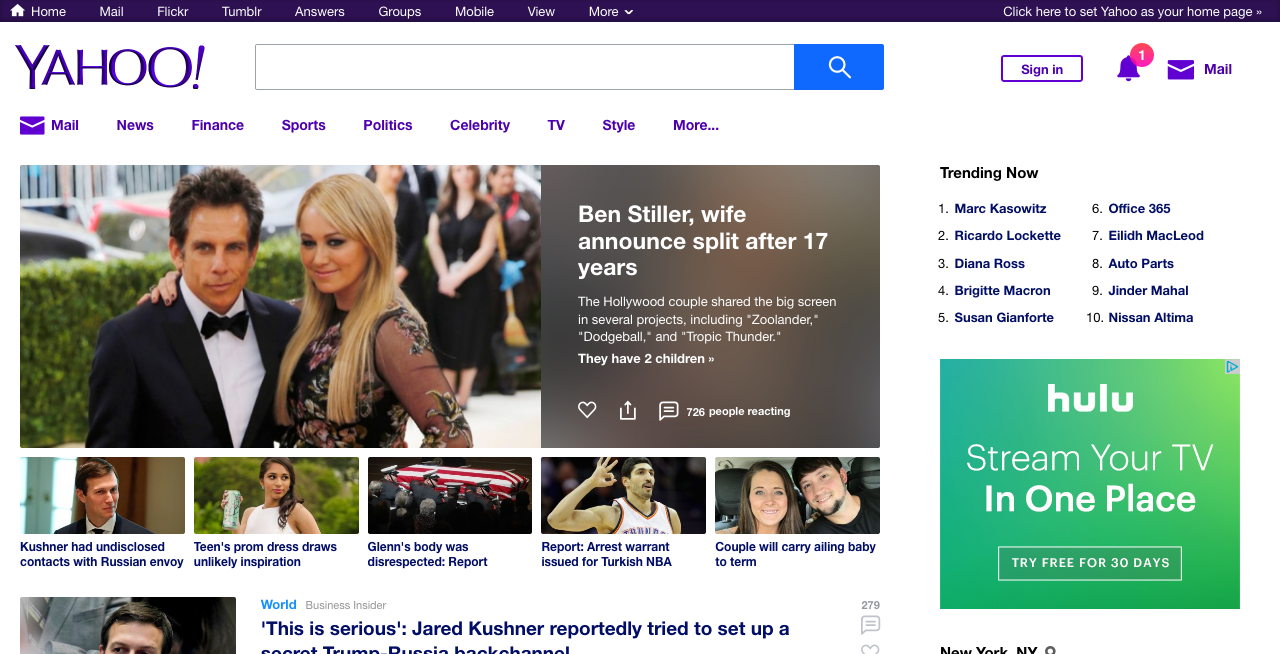 Home Mail Flickr Tumblr Answers Groups Mobile View More Click here to set Yahoo as your home page »
YAHOO!
Sign in
1
Mail
Mail News Finance Sports Politics Celebrity TV Style More...
Ben Stiller, wife
announce split after 17
years
The Hollywood couple shared the big screen
in several projects, including "Zoolander,"
"Dodgeball," and "Tropic Thunder."
They have 2 children »
726 people reacting
Kushner had undisclosed
contacts with Russian envoy
Teen's prom dress draws
unlikely inspiration
Glenn's body was
disrespected: Report
Report: Arrest warrant
issued for Turkish NBA
Couple will carry ailing baby
to term
World Business Insider
279
'This is serious': Jared Kushner reportedly tried to set up a
secret Trump-Russia backchannel
Trending Now
1. Marc Kasowitz
2. Ricardo Lockette
3. Diana Ross
4. Brigitte Macron
5. Susan Gianforte
6. Office 365
7. Eilidh MacLeod
8. Auto Parts
9. Jinder Mahal
10. Nissan Altima
hulu
Stream Your TV
In One Place
TRY FREE FOR 30 DAYS
New York, NY